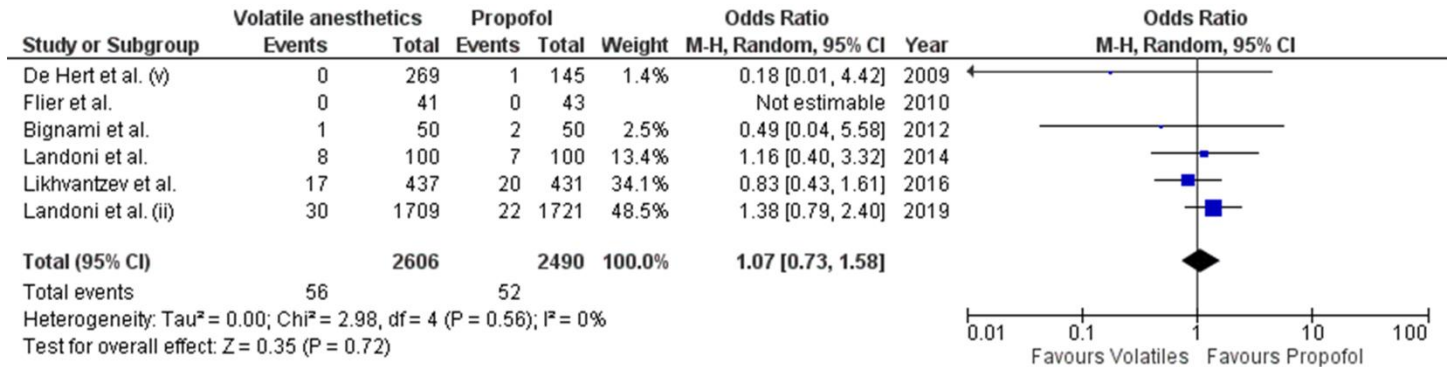 Volatile anesthetics Propofol Odds Ratio Odds Ratio
Study or Subgroup Events Total Events Total Weight M-H, Random, 95% CI Year M-H, Random, 95% CI
De Hert et al. (v) 0 269 1 145 1.4% 0.18 [0.01, 4.42] 2009
Flier et al. 0 41 0 43 Not estimable 2010
Bignami et al. 1 50 2 50 2.5% 0.49 [0.04, 5.58] 2012
Landoni et al. 8 100 7 100 13.4% 1.16 [0.40, 3.32] 2014
Likhvantzev et al. 17 437 20 431 34.1% 0.83 [0.43, 1.61] 2016
Landoni et al. (ii) 30 1709 22 1721 48.5% 1.38 [0.79, 2.40] 2019
Total (95% CI) 2606 2490 100.0% 1.07 [0.73, 1.58]
Total events 56 52
Heterogeneity: Tau² = 0.00; Chi² = 2.98, df = 4 (P = 0.56); I² = 0%
Test for overall effect: Z = 0.35 (P = 0.72)
0.01 0.1 1 10 100
Favours Volatiles Favours Propofol